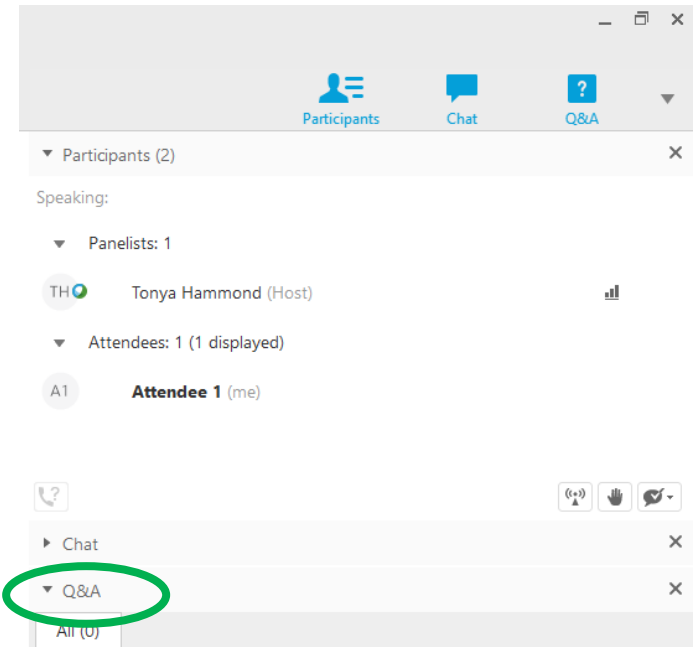 Participants Chat Q&A
Participants (2)
Speaking:
Panelists: 1
TH Tonya Hammond (Host)
Attendees: 1 (1 displayed)
A1 Attendee 1 (me)
Chat
Q&A
All (0)